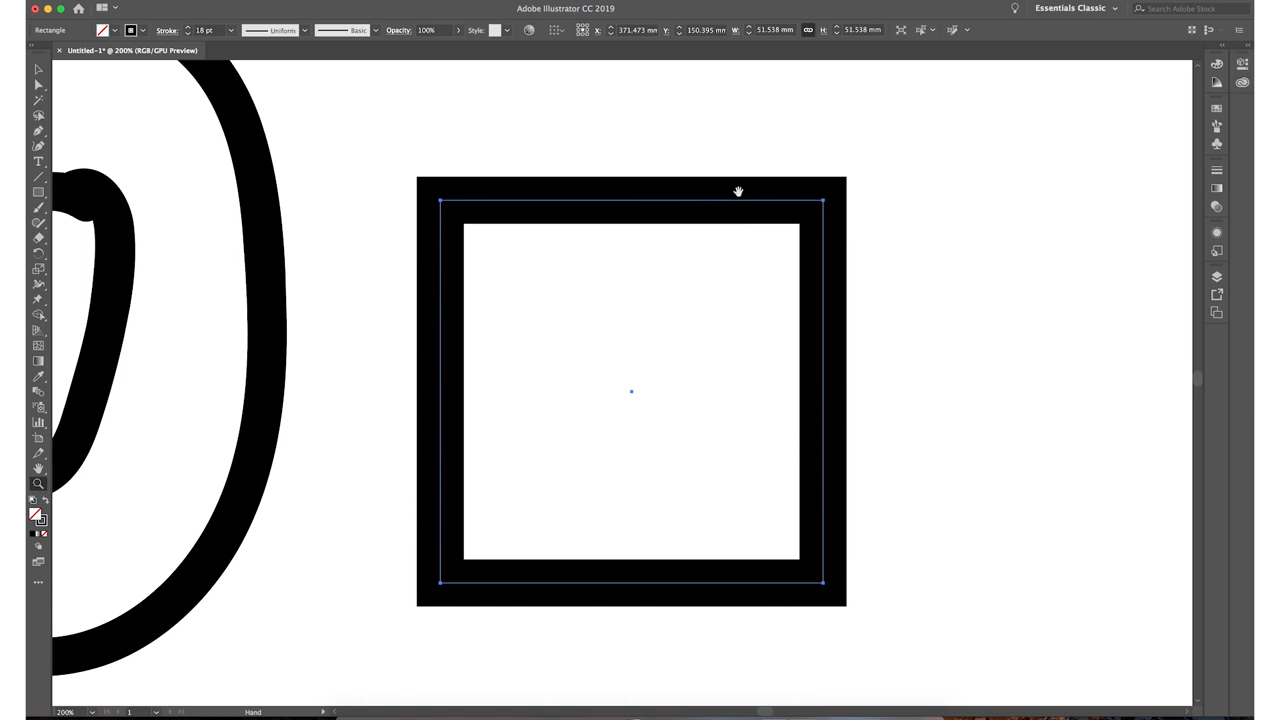 Adobe Illustrator CC 2019
Essentials Classic
Search Adobe Stock
Rectangle
Stroke: 18 pt Uniform Basic Opacity: 100% Style: X: 371.473 mm Y: 150.395 mm W: 51.538 mm H: 51.538 mm
× Untitled-1* @ 200% (RGB/GPU Preview)
200% 1 Hand